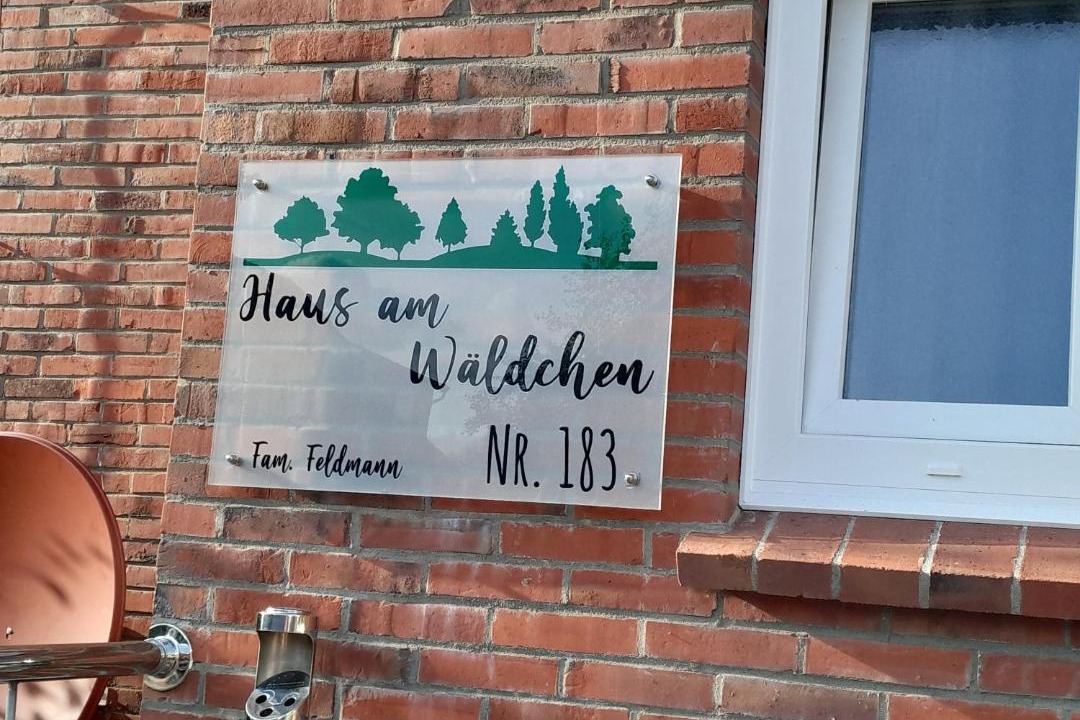 Haus am
Wäldchen
Fam. Feldmann
NR. 183